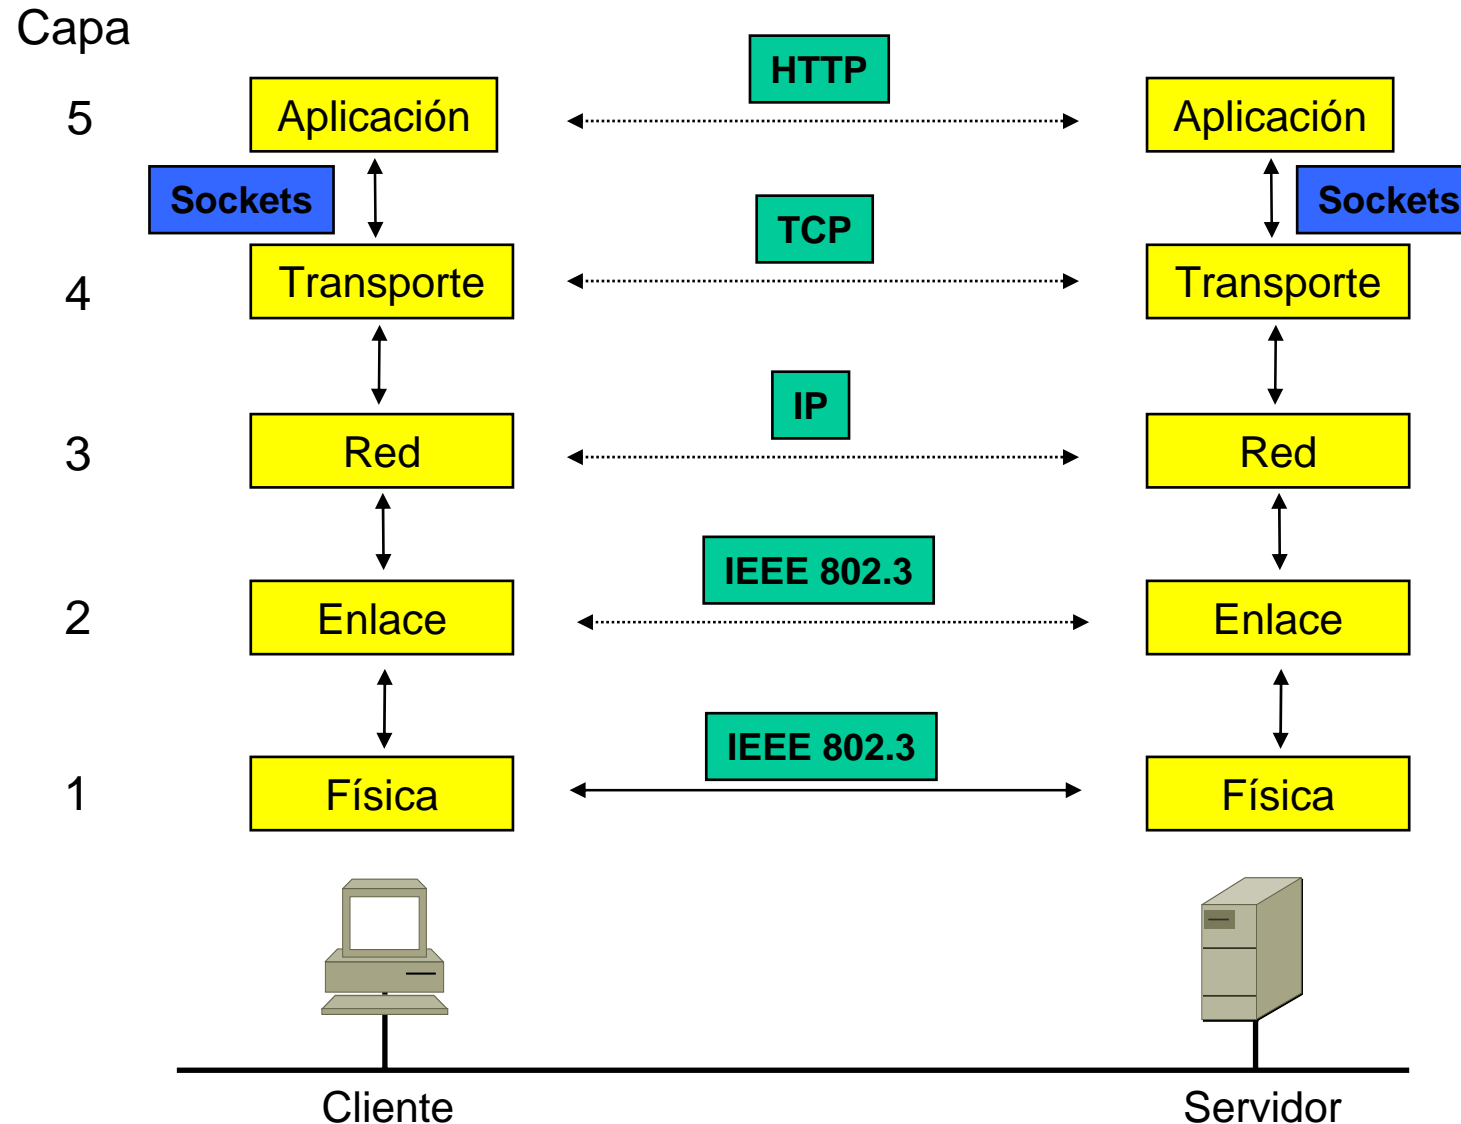 Capa
HTTP
5
Aplicación
Aplicación
Sockets
Sockets
TCP
4
Transporte
Transporte
IP
3
Red
Red
IEEE 802.3
2
Enlace
Enlace
IEEE 802.3
1
Física
Física
Cliente
Servidor